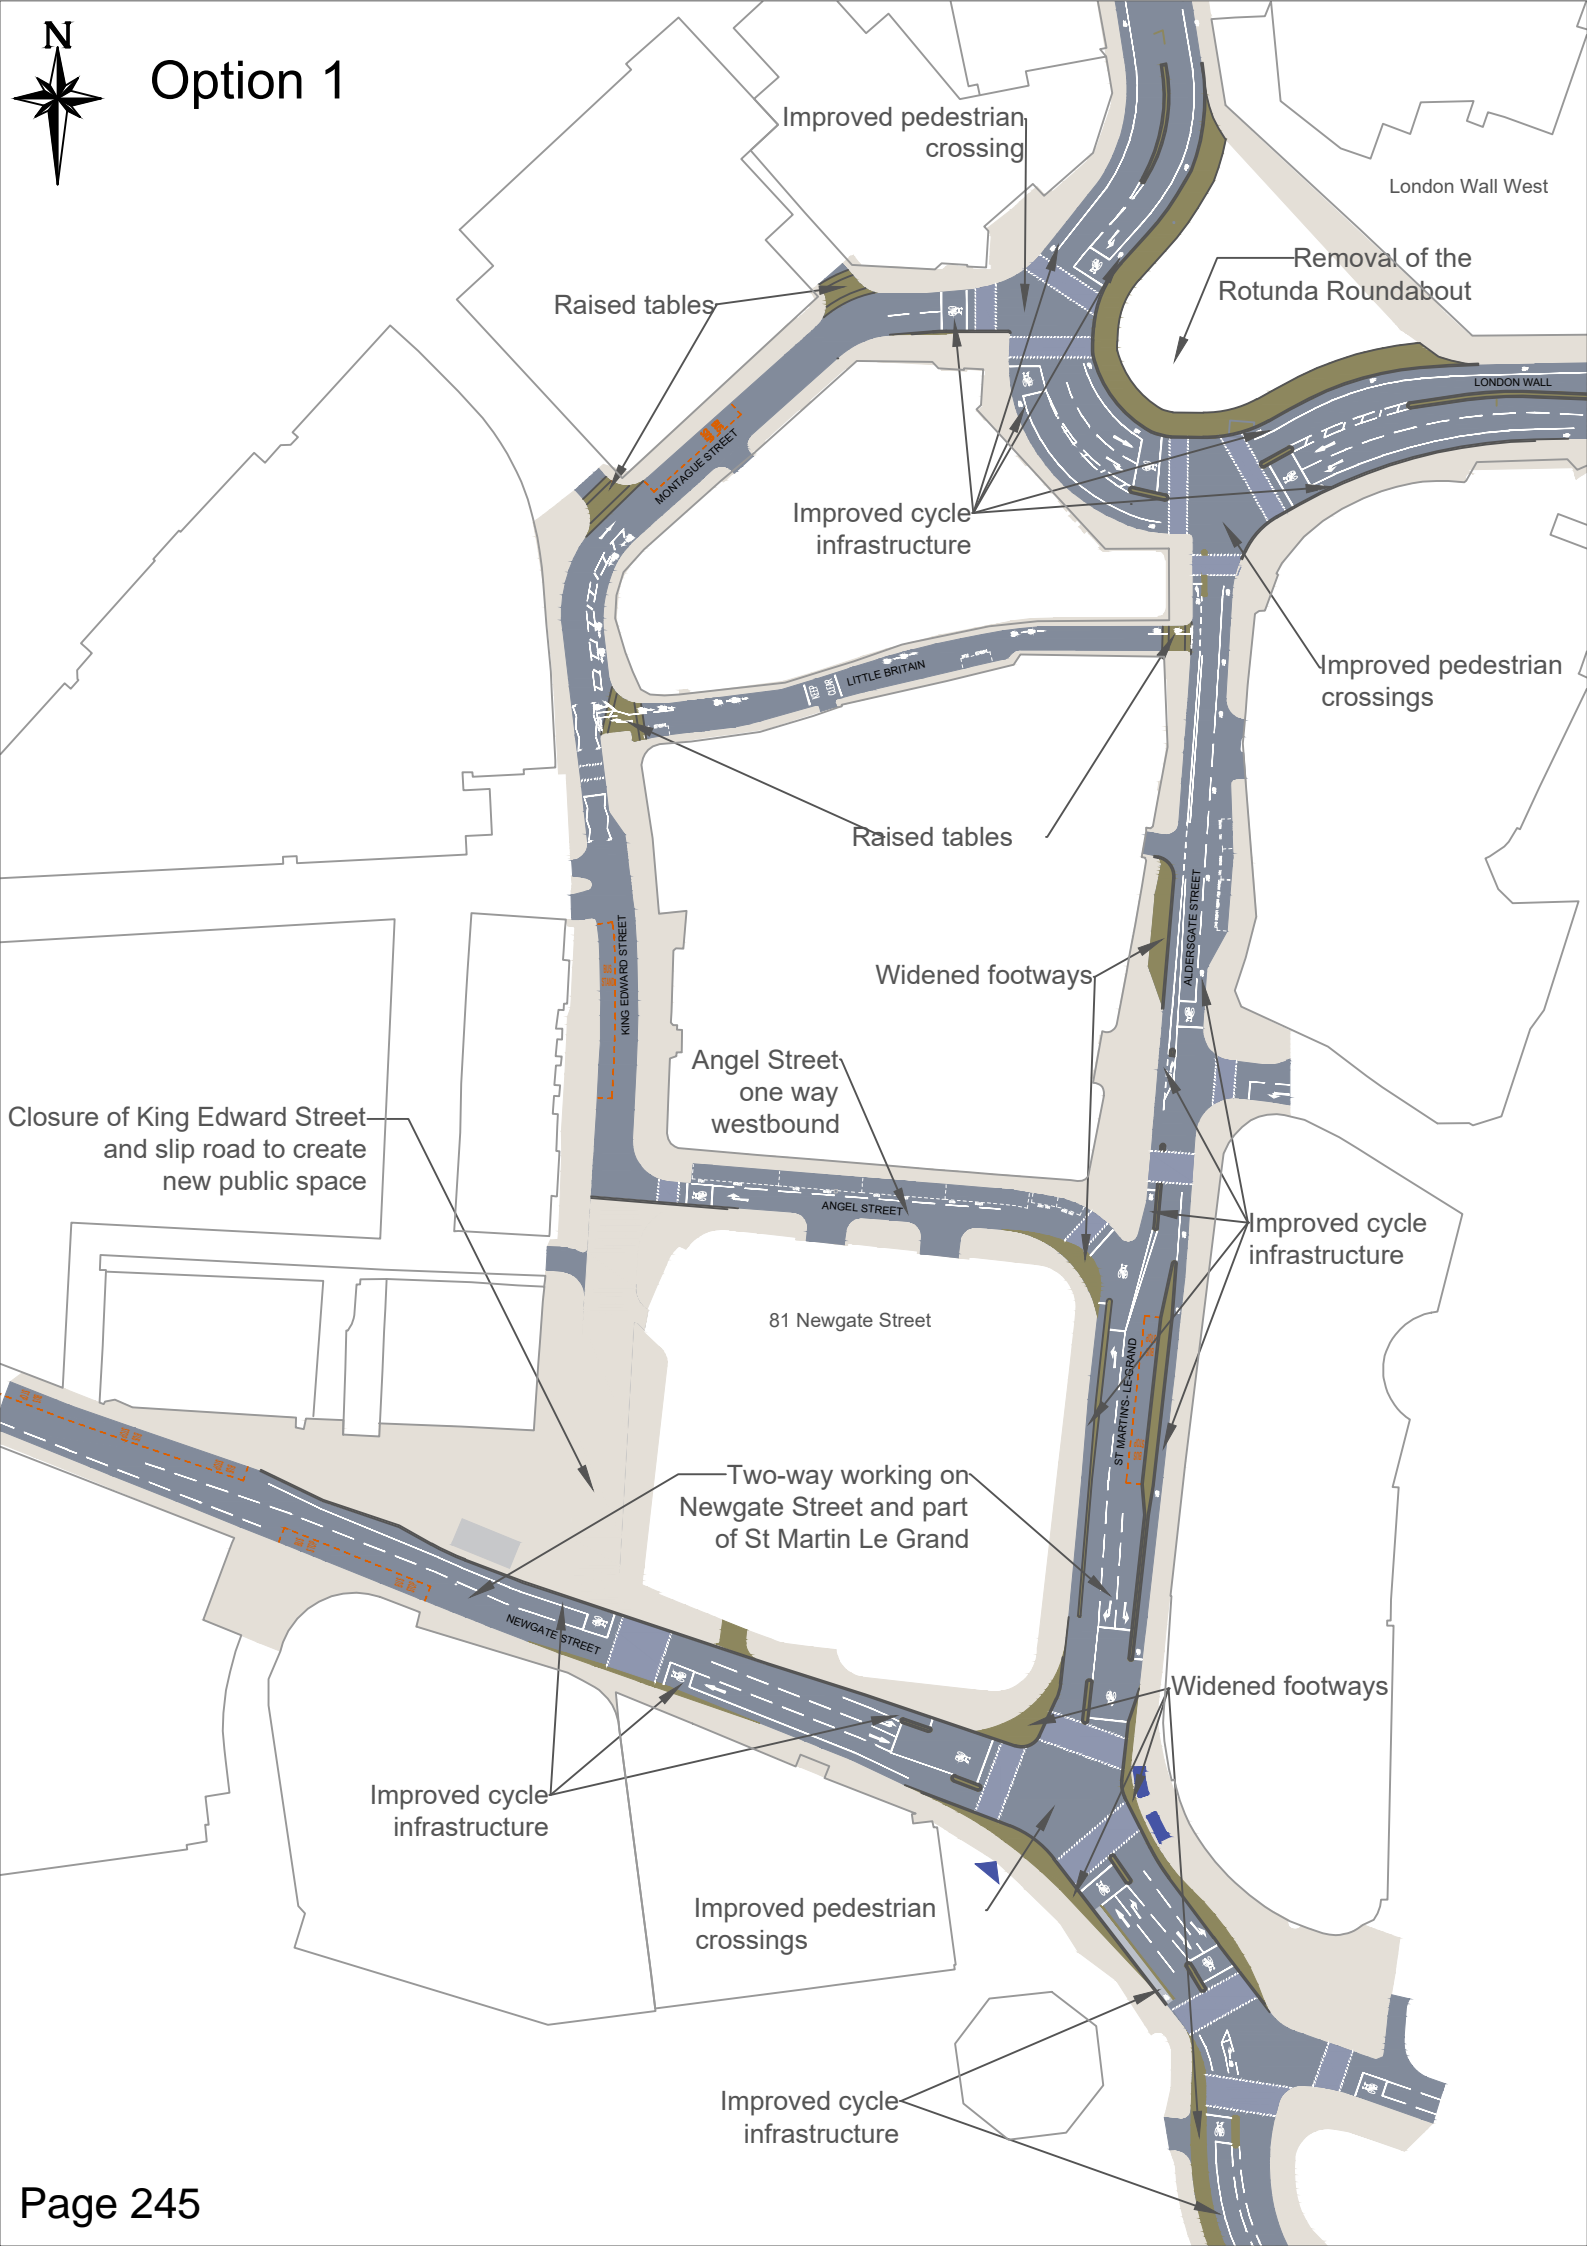 N
Option 1
Improved pedestrian
crossing
London Wall West
Removal of the
Rotunda Roundabout
Raised tables
LONDON WALL
MONTAGUE STREET
Improved cycle
infrastructure
Improved pedestrian
crossings
LITTLE BRITAIN
KEEP
CLEAR
Raised tables
ALDERSGATE STREET
Widened footways
KING EDWARD STREET
Angel Street
one way
westbound
Closure of King Edward Street
and slip road to create
new public space
ANGEL STREET
Improved cycle
infrastructure
81 Newgate Street
ST MARTIN'S - LE-GRAND
Two-way working on
Newgate Street and part
of St Martin Le Grand
NEWGATE STREET
Widened footways
Improved cycle
infrastructure
Improved pedestrian
crossings
Improved cycle
infrastructure
Page 245